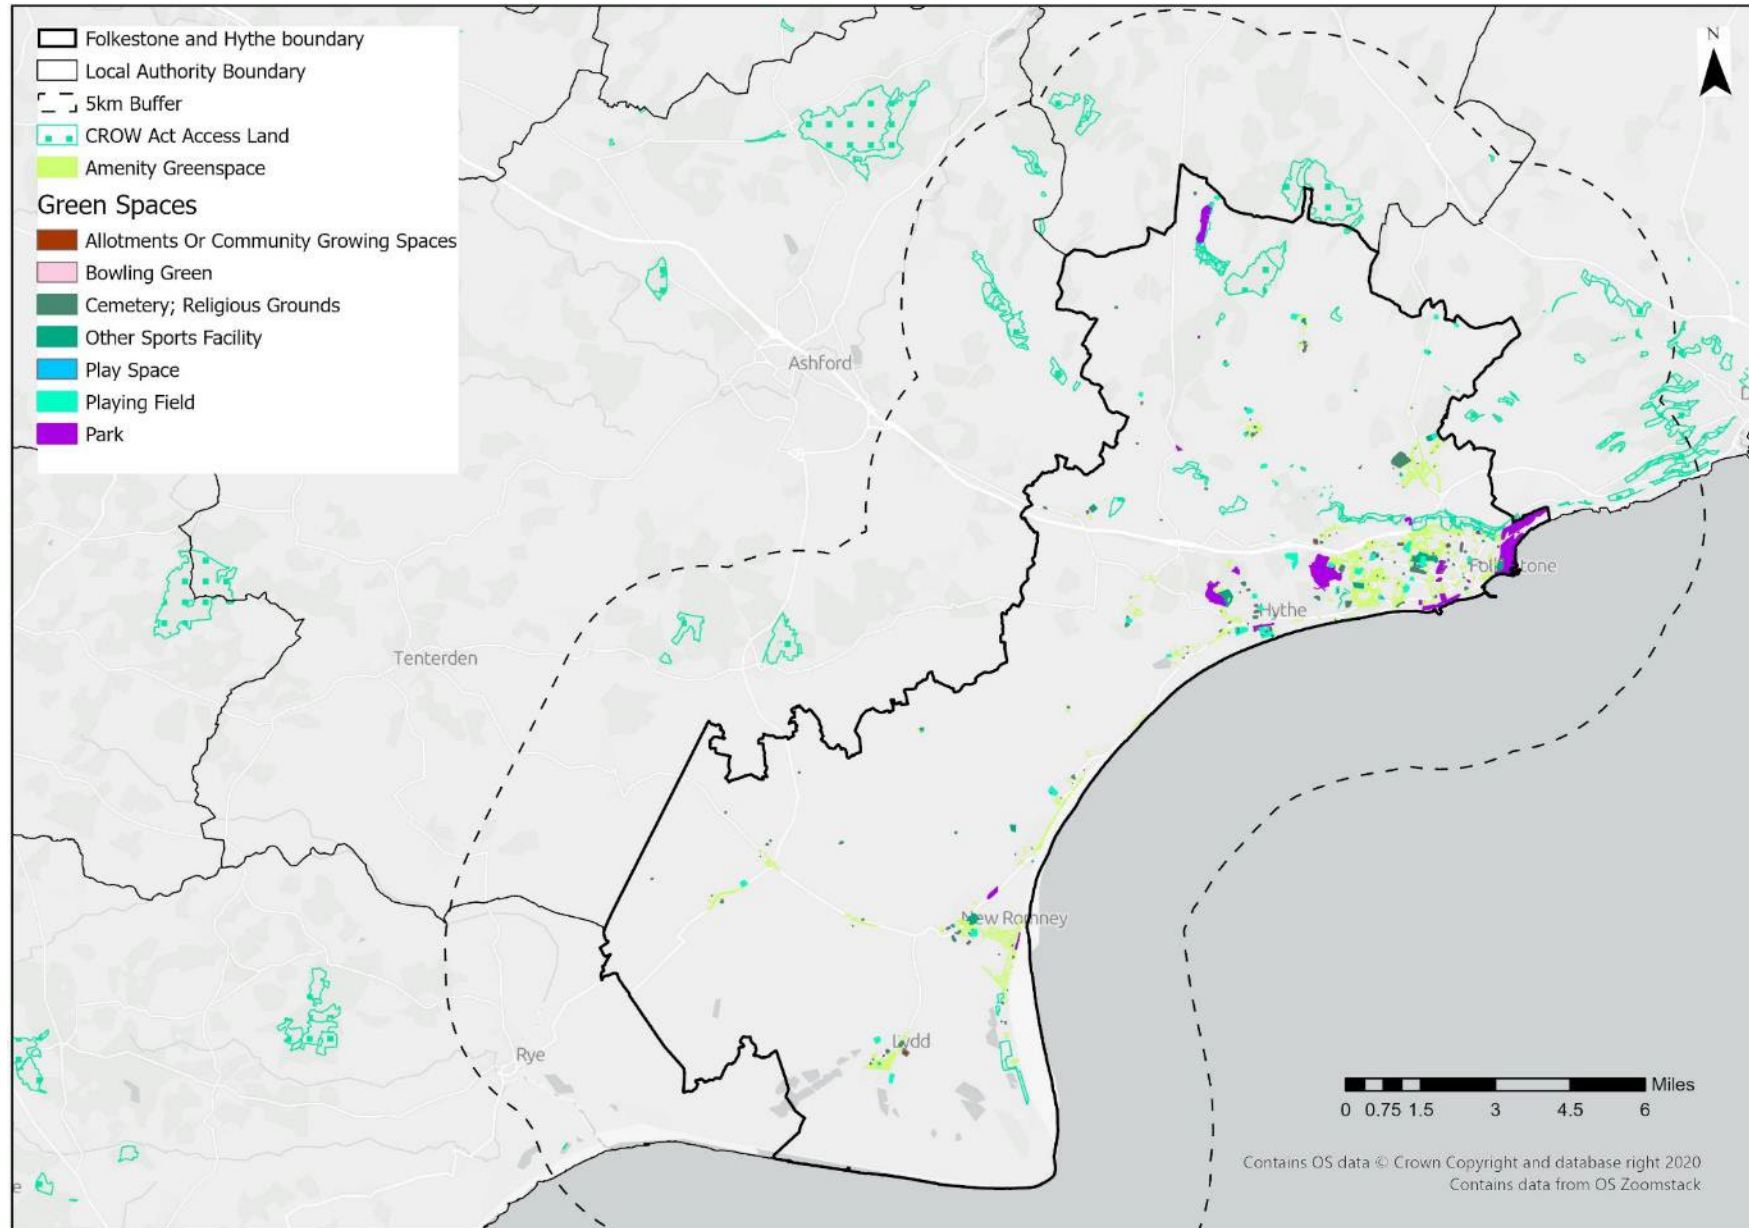 Folkestone and Hythe boundary
Local Authority Boundary
5km Buffer
CROW Act Access Land
Amenity Greenspace
Green Spaces
Allotments Or Community Growing Spaces
Bowling Green
Cemetery; Religious Grounds
Other Sports Facility
Play Space
Playing Field
Park
N
Ashford
D
Folkestone
Hythe
Tenterden
New Romney
Lydd
Rye
Miles
0 0.75 1.5 3 4.5 6
Contains OS data © Crown Copyright and database right 2020
Contains data from OS Zoomstack
e